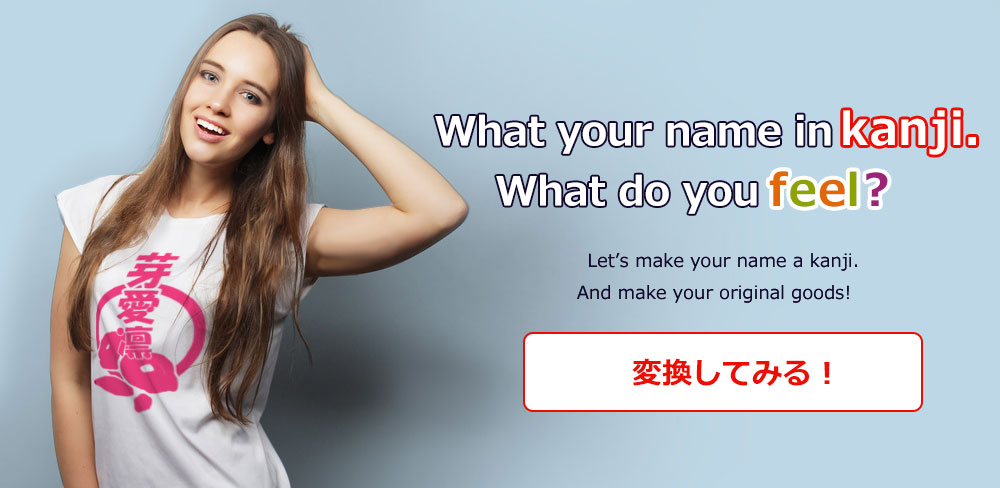 What your name in kanji.
What do you feel?
Let's make your name a kanji.
And make your original goods!
変換してみる！
芽愛凛